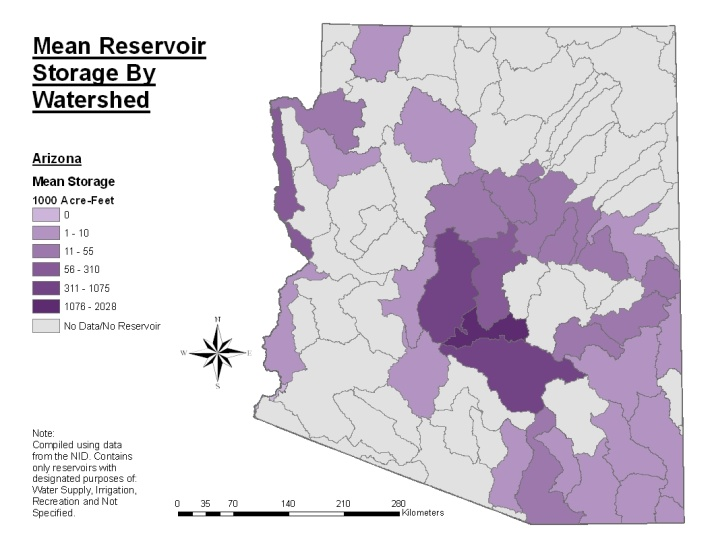 Mean Reservoir
Storage By
Watershed
Arizona
Mean Storage
1000 Acre-Feet
0
1 - 10
11 - 55
56 - 310
311 - 1075
1076 - 2028
No Data/No Reservoir
N
W
E
S
Note:
Compiled using data
from the NID. Contains
only reservoirs with
designated purposes of:
Water Supply, Irrigation,
Recreation and Not
Specified.
0 35 70 140 210 280
Kilometers